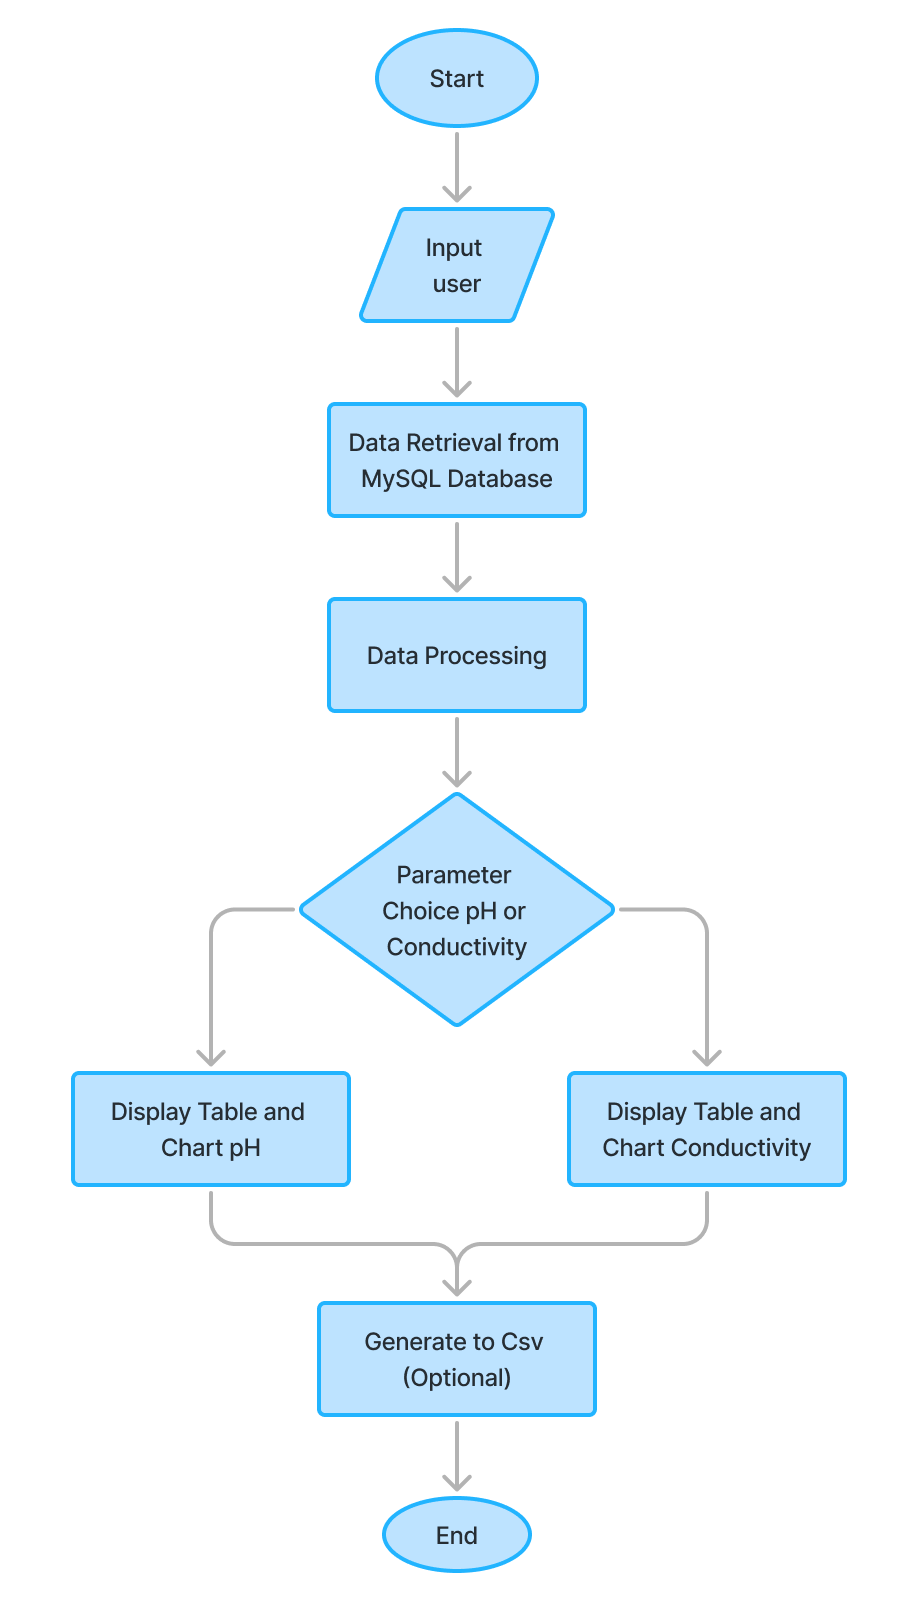 Start
Input
user
Data Retrieval from
MySQL Database
Data Processing
Parameter
Choice pH or
Conductivity
Display Table and
Chart pH
Display Table and
Chart Conductivity
Generate to Csv
(Optional)
End